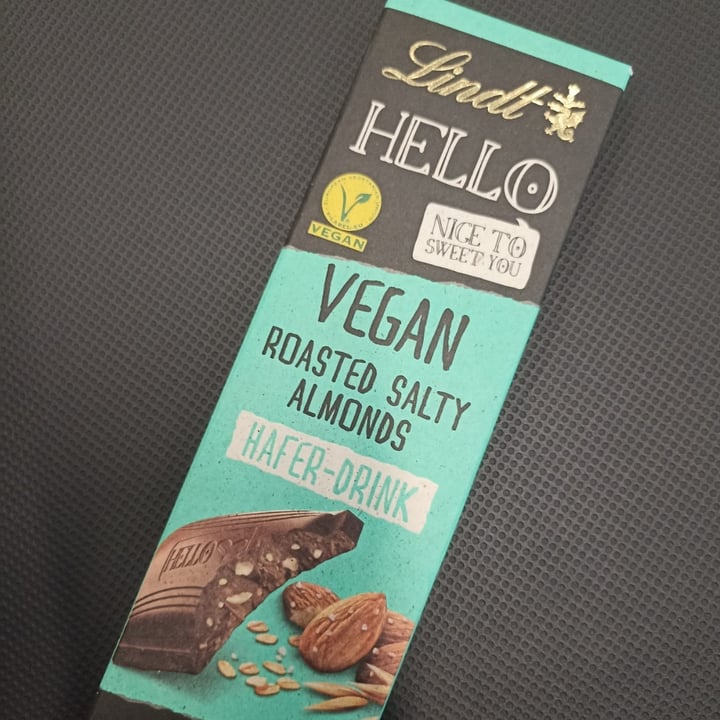 Lindt
HELLO
VEGAN
NICE TO
SWEET YOU
VEGAN
ROASTED SALTY
ALMONDS
HAFER-DRINK
HELLO